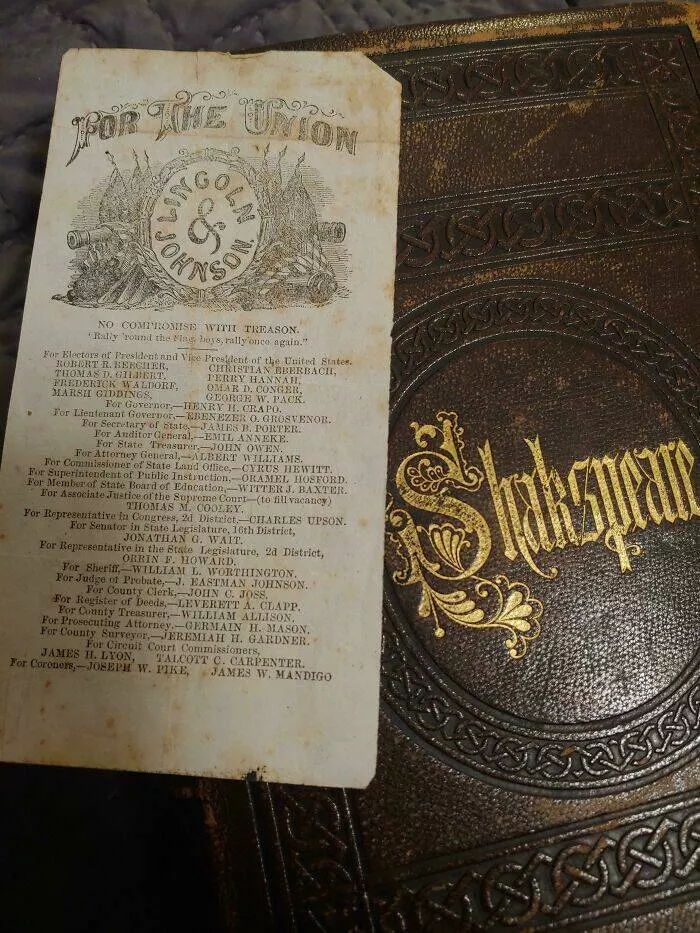 FOR THE UNION
LINCOLN
&
JOHNSON.
NO COMPROMISE WITH TREASON.
"Rally 'round the Flag, boys, rally once again."
For Electors of President and Vice President of the United States.
ROBERT R. BEECHER, CHRISTIAN EBERBACH,
THOMAS D. GILBERT, PERRY HANNAH,
FREDERICK WALDORF, OMAR D. CONGER,
MARSH GIDDINGS, GEORGE W. PACK.
For Governor,—HENRY H. CRAPO.
For Lieutenant Governor,—EBENEZER O. GROSVENOR.
For Secretary of State,—JAMES B. PORTER.
For Auditor General,—EMIL ANNEKE.
For State Treasurer,—JOHN OWEN.
For Attorney General,—ALBERT WILLIAMS.
For Commissioner of State Land Office,—CYRUS HEWITT.
For Superintendent of Public Instruction,—ORAMEL HOSFORD.
For Member of State Board of Education,—WITTER J. BAXTER.
For Associate Justice of the Supreme Court—(to fill vacancy)
THOMAS M. COOLEY.
For Representative in Congress, 2d District,—CHARLES UPSON.
For Senator in State Legislature, 16th District,
JONATHAN G. WAIT.
For Representative in the State Legislature, 2d District,
ORRIN F. HOWARD.
For Sheriff,—WILLIAM L. WORTHINGTON.
For Judge of Probate,—J. EASTMAN JOHNSON.
For County Clerk,—JOHN C. JOSS.
For Register of Deeds,—LEVERETT A. CLAPP.
For County Treasurer,—WILLIAM ALLISON.
For Prosecuting Attorney,—GERMAIN H. MASON.
For County Surveyor,—JEREMIAH H. GARDNER.
For Circuit Court Commissioners,
JAMES H. LYON, TALCOTT C. CARPENTER.
For Coroners,—JOSEPH W. PIKE, JAMES W. MANDIGO
Shakspeare